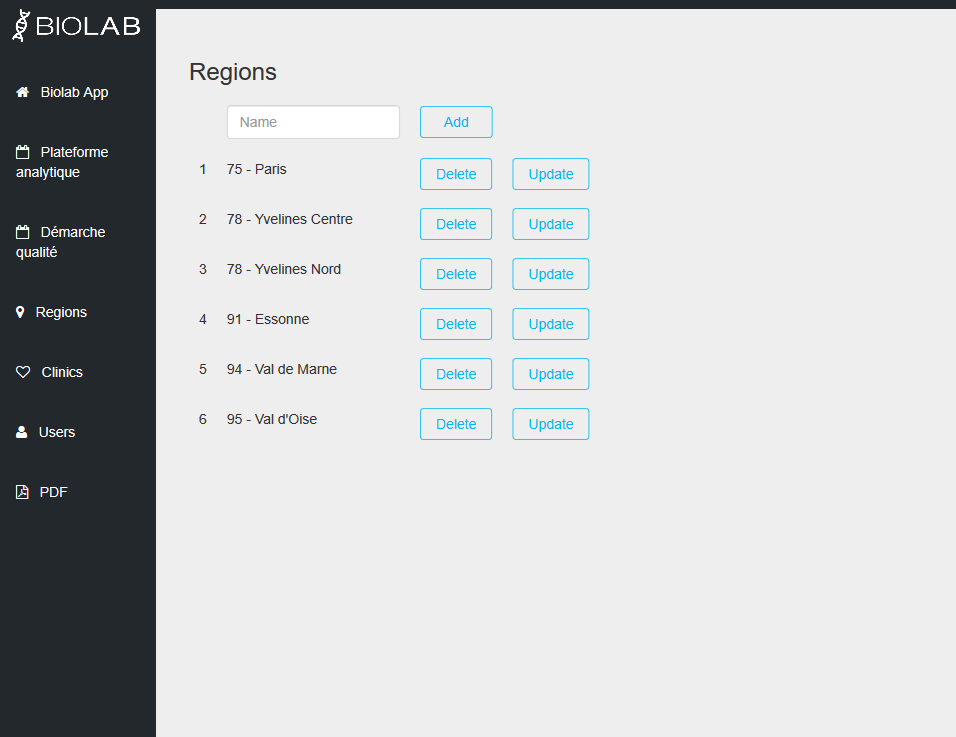 BIOLAB
Biolab App
Plateforme
analytique
Démarche
qualité
Regions
Clinics
Users
PDF
Regions
Name Add
1 75 - Paris Delete Update
2 78 - Yvelines Centre Delete Update
3 78 - Yvelines Nord Delete Update
4 91 - Essonne Delete Update
5 94 - Val de Marne Delete Update
6 95 - Val d'Oise Delete Update